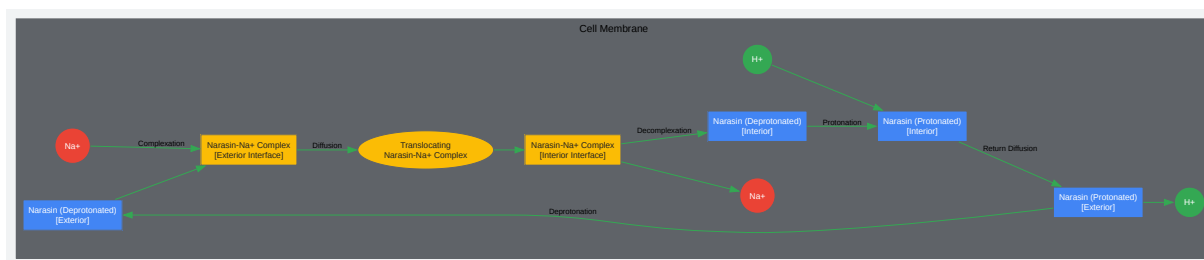 Cell Membrane
H+
Na+
Complexation
Narasin-Na+ Complex
[Exterior Interface]
Diffusion
Translocating
Narasin-Na+ Complex
Narasin-Na+ Complex
[Interior Interface]
Decomplexation
Narasin (Deprotonated)
[Interior]
Protonation
Narasin (Protonated)
[Interior]
Return Diffusion
Na+
Narasin (Deprotonated)
[Exterior]
Deprotonation
Narasin (Protonated)
[Exterior]
H+